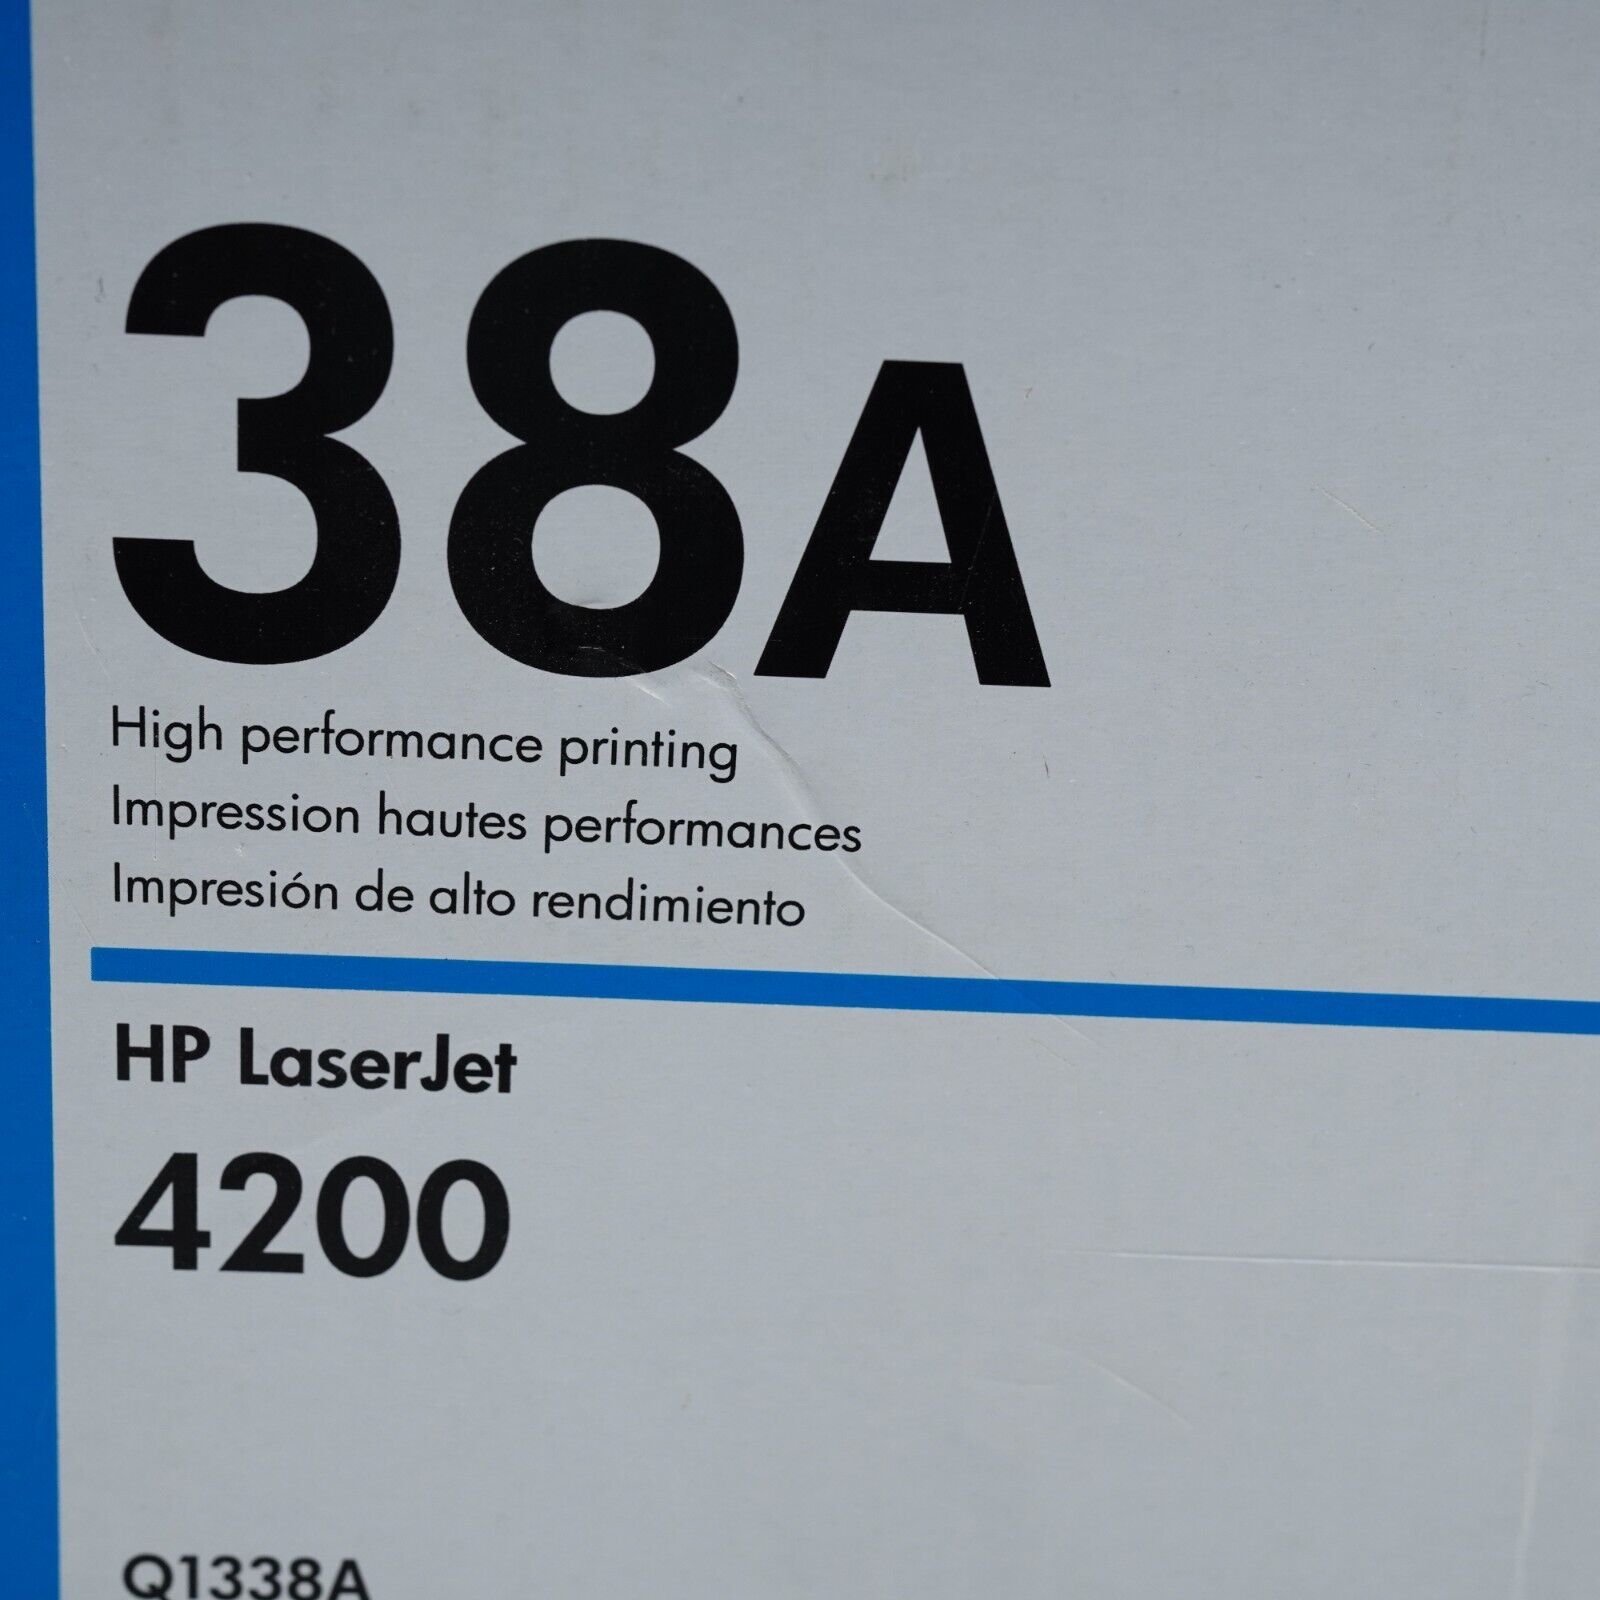 38A
High performance printing
Impression hautes performances
Impresión de alto rendimiento
HP LaserJet
4200
Q1338A